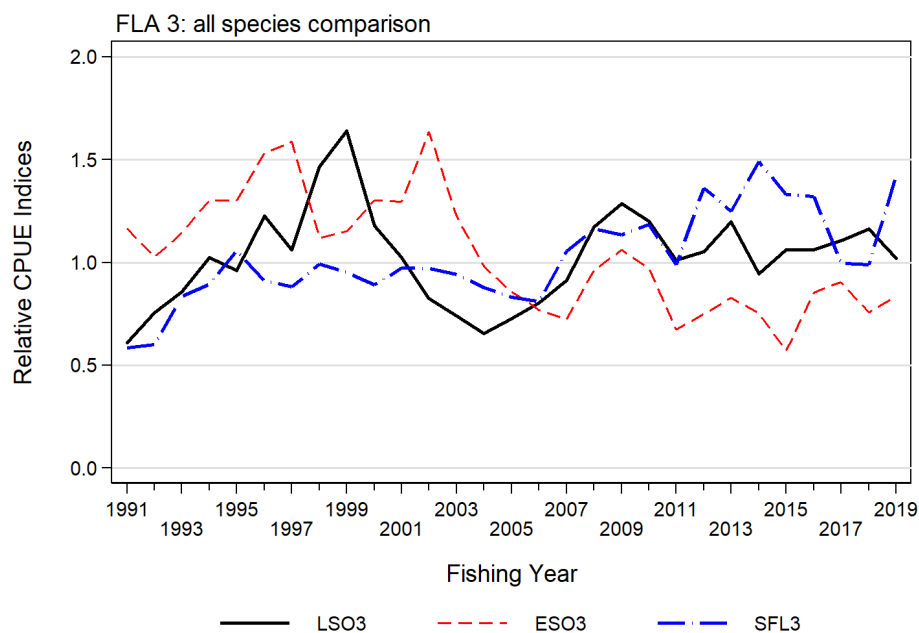 FLA 3: all species comparison
2.0
1.5
1.0
0.5
0.0
Relative CPUE Indices
1991 1995 1999 2003 2007 2011 2015 2019
1993 1997 2001 2005 2009 2013 2017
Fishing Year
LSO3 ESO3 SFL3